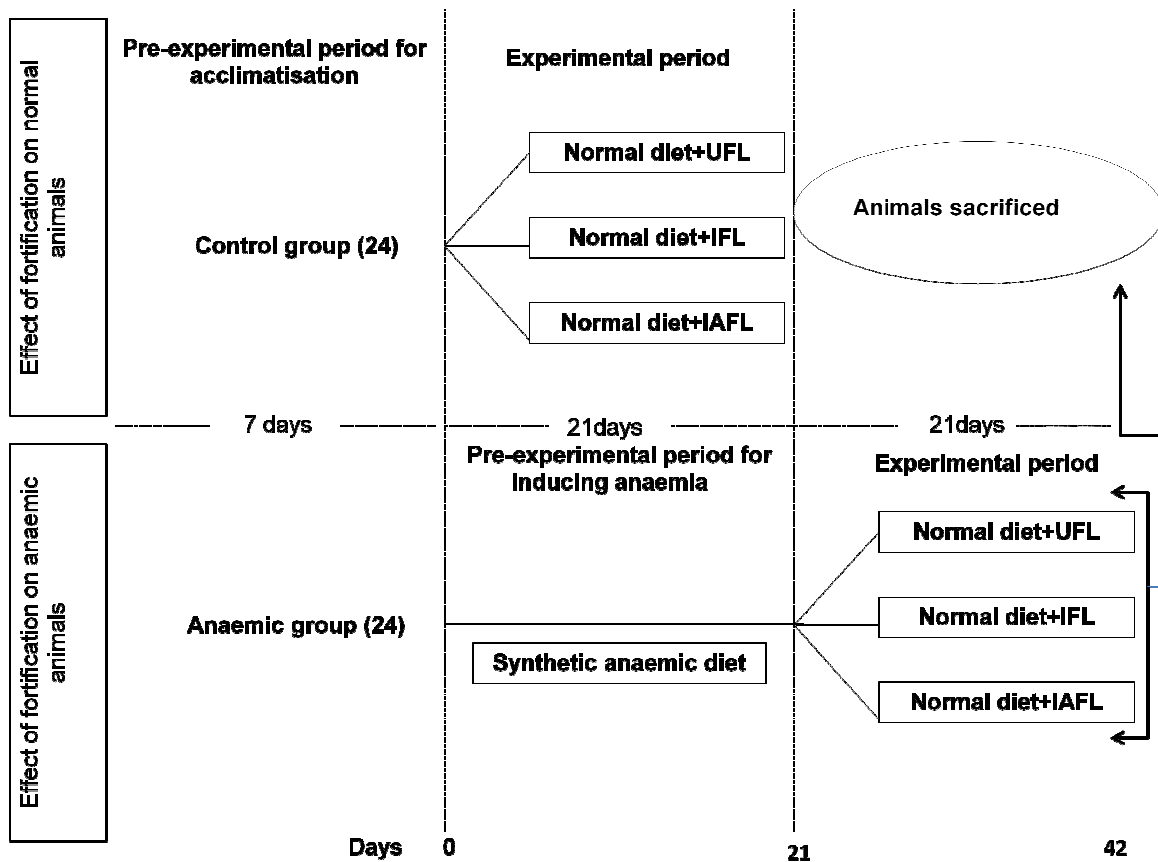 Effect of fortification on normal
animals
Pre-experimental period for
acclimatisation
Experimental period
Normal diet+UFL
Control group (24)
Normal diet+IFL
Normal diet+IAFL
Animals sacrificed
7 days
21days
21days
Effect of fortification on anaemic
animals
Pre-experimental period for
inducing anaemia
Experimental period
Normal diet+UFL
Anaemic group (24)
Normal diet+IFL
Synthetic anaemic diet
Normal diet+IAFL
Days 0 21 42